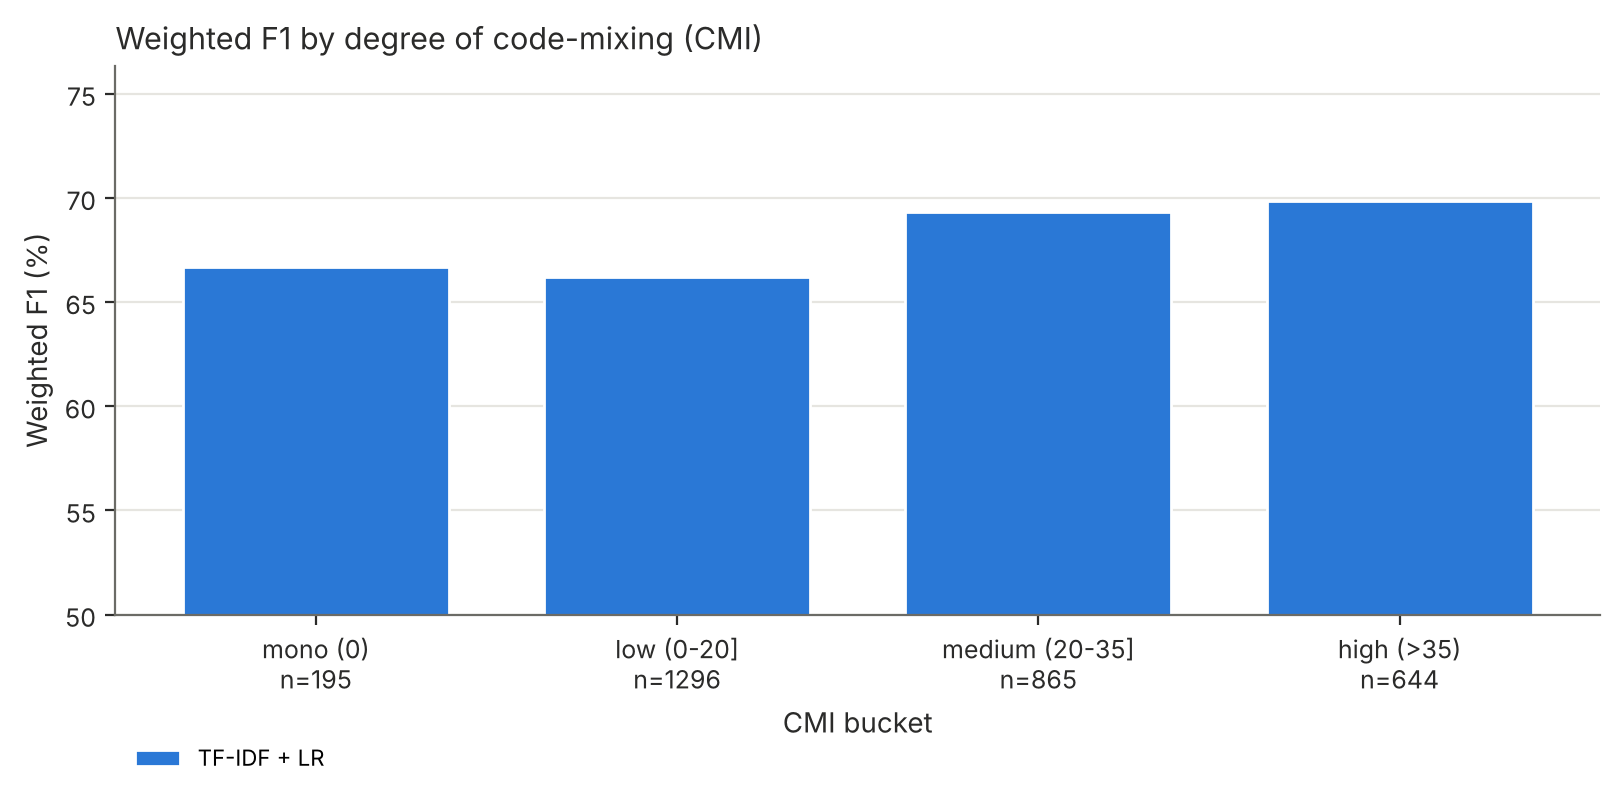 Weighted F1 by degree of code-mixing (CMI)
Weighted F1 (%)
75
70
65
60
55
50
mono (0)
n=195
low (0-20]
n=1296
medium (20-35]
n=865
high (>35)
n=644
CMI bucket
TF-IDF + LR